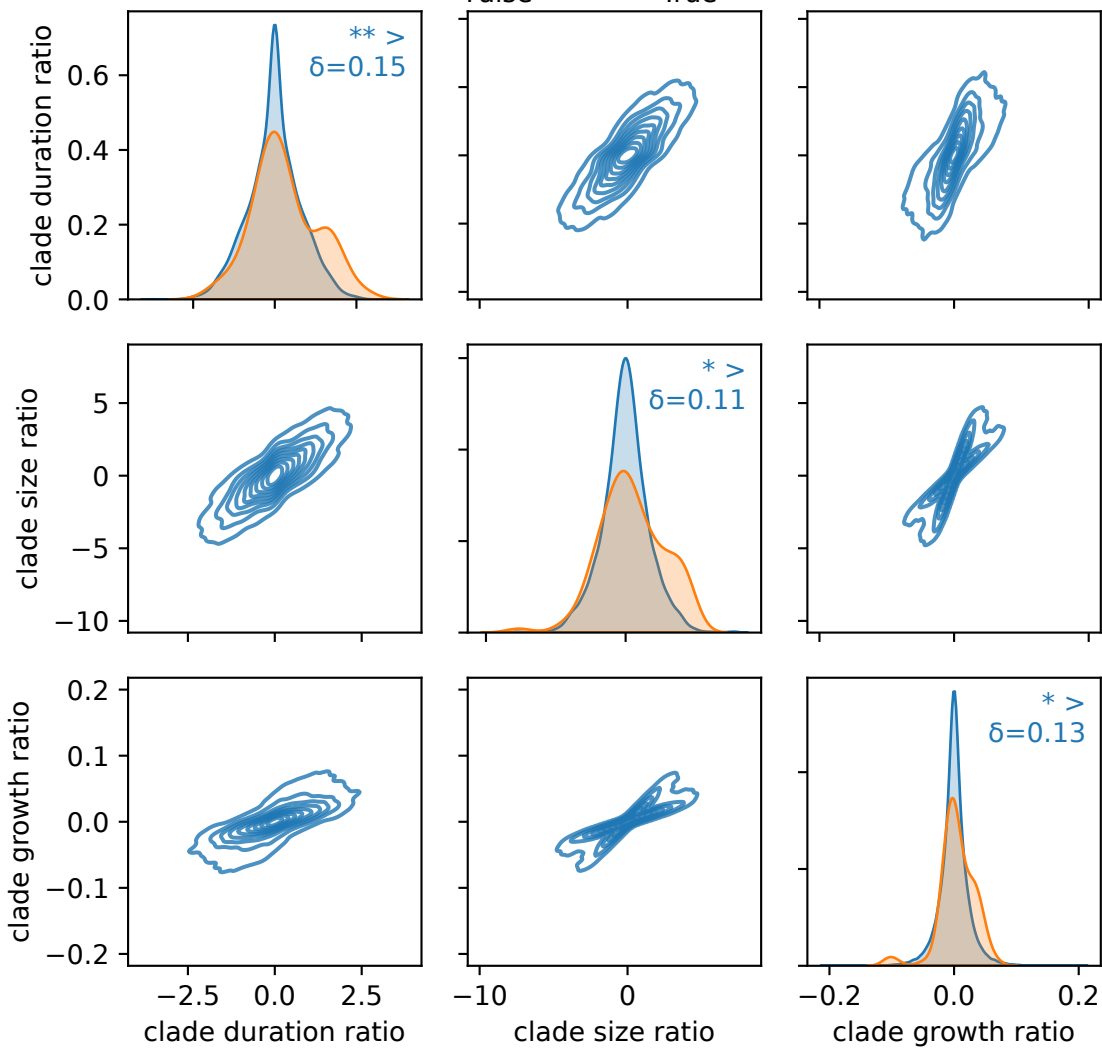 False True
clade duration ratio
0.6
0.4
0.2
0.0
** >
δ=0.15
clade size ratio
5
0
−5
−10
* >
δ=0.11
clade growth ratio
0.2
0.1
0.0
−0.1
−0.2
* >
δ=0.13
−2.5 0.0 2.5
−10 0
−0.2 0.0 0.2
clade duration ratio
clade size ratio
clade growth ratio